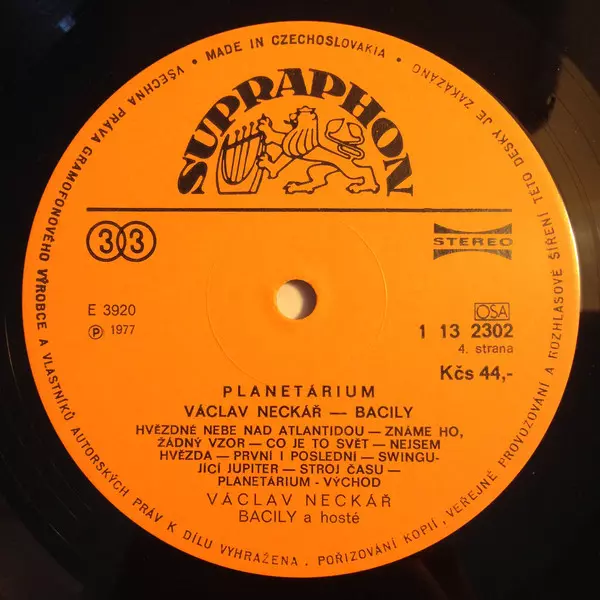 VŠECHNA PRÁVA GRAMOFONOVÉHO VÝROBCE A VLASTNÍKŮ AUTORSKÝCH PRÁV K DÍLU VYHRAŽENA. POŘIZOVÁNÍ KOPIÍ, VEŘEJNÉ PROVOZOVÁNÍ A ROZHLASOVÉ ŠÍŘENÍ TÉTO DESKY JE ZAKÁZÁNO • MADE IN CZECHOSLOVAKIA •
SUPRAPHON
33
STEREO
E 3920
Ⓟ 1977
OSA
1 13 2302
4. strana
Kčs 44,-
PLANETÁRIUM
VÁCLAV NECKÁŘ — BACILY
HVĚZDNÉ NEBE NAD ATLANTIDOU — ZNÁME HO,
ŽÁDNÝ VZOR — CO JE TO SVĚT — NEJSEM
HVĚZDA — PRVNÍ I POSLEDNÍ — SWINGU-
JÍCÍ JUPITER — STROJ ČASU —
PLANETÁRIUM - VÝCHOD
VÁCLAV NECKÁŘ
BACILY a hosté